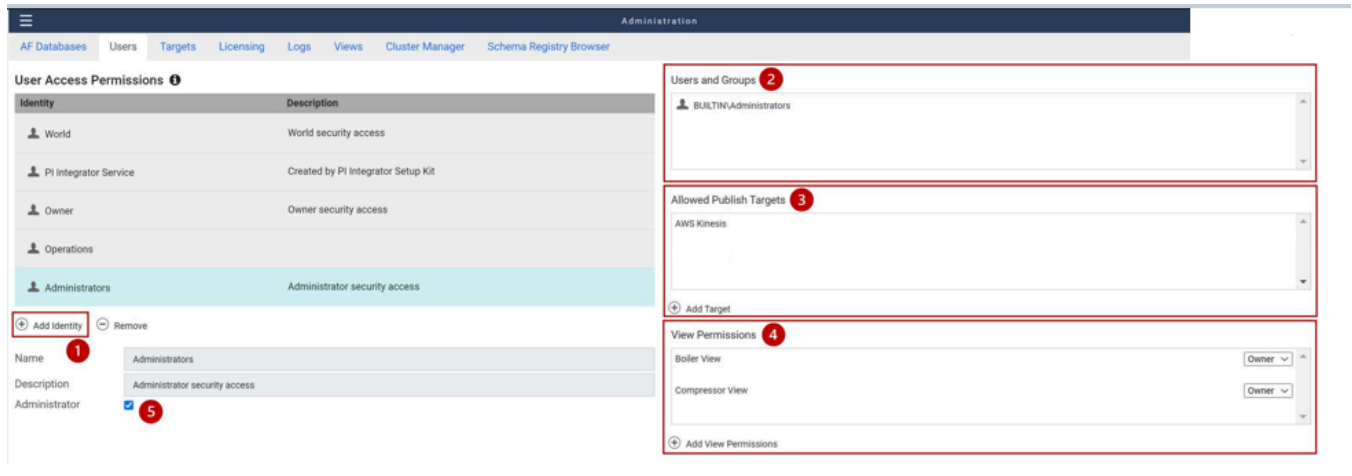 Administration
AF Databases Users Targets Licensing Logs Views Cluster Manager Schema Registry Browser
User Access Permissions
Identity Description
World World security access
PI Integrator Service Created by PI Integrator Setup Kit
Owner Owner security access
Operations
Administrators Administrator security access
Add Identity Remove
1
Name Administrators
Description Administrator security access
Administrator 5
Users and Groups 2
BUILTIN\Administrators
Allowed Publish Targets 3
AWS Kinesis
Add Target
View Permissions 4
Boiler View Owner
Compressor View Owner
Add View Permissions